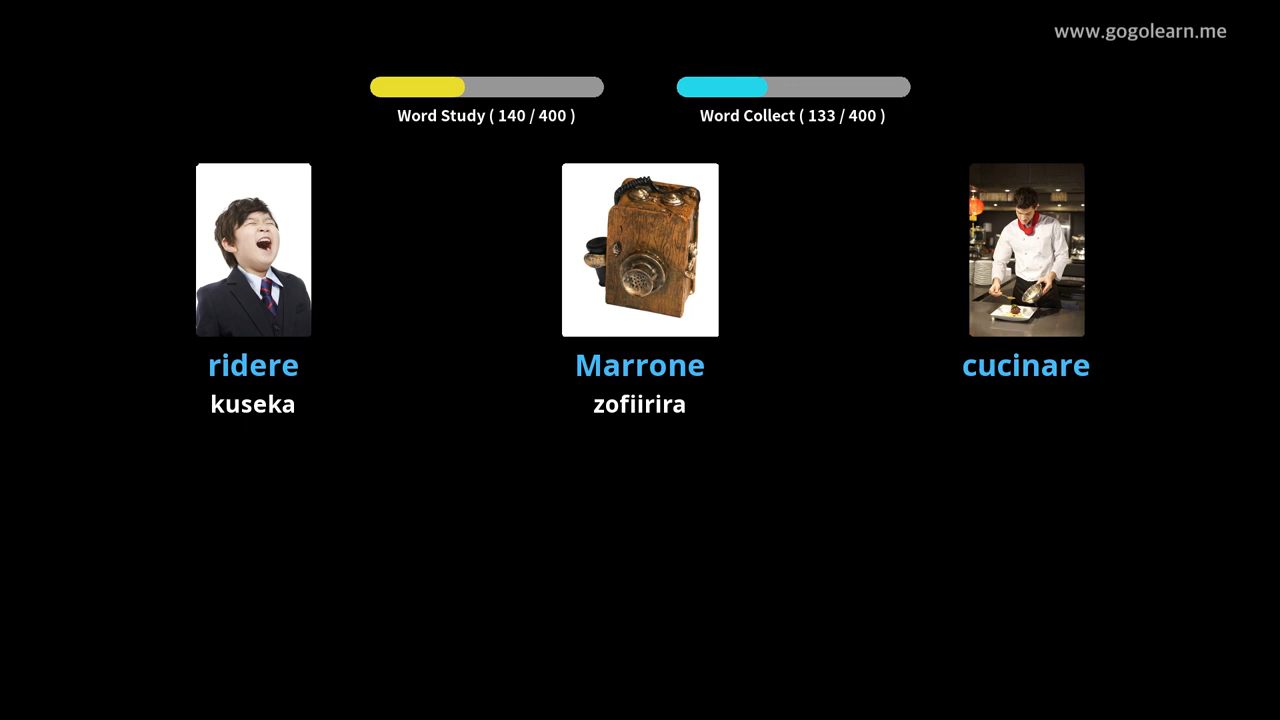 www.gogolearn.me
Word Study ( 140 / 400 )
Word Collect ( 133 / 400 )
ridere
Marrone
cucinare
kuseka
zofiirira